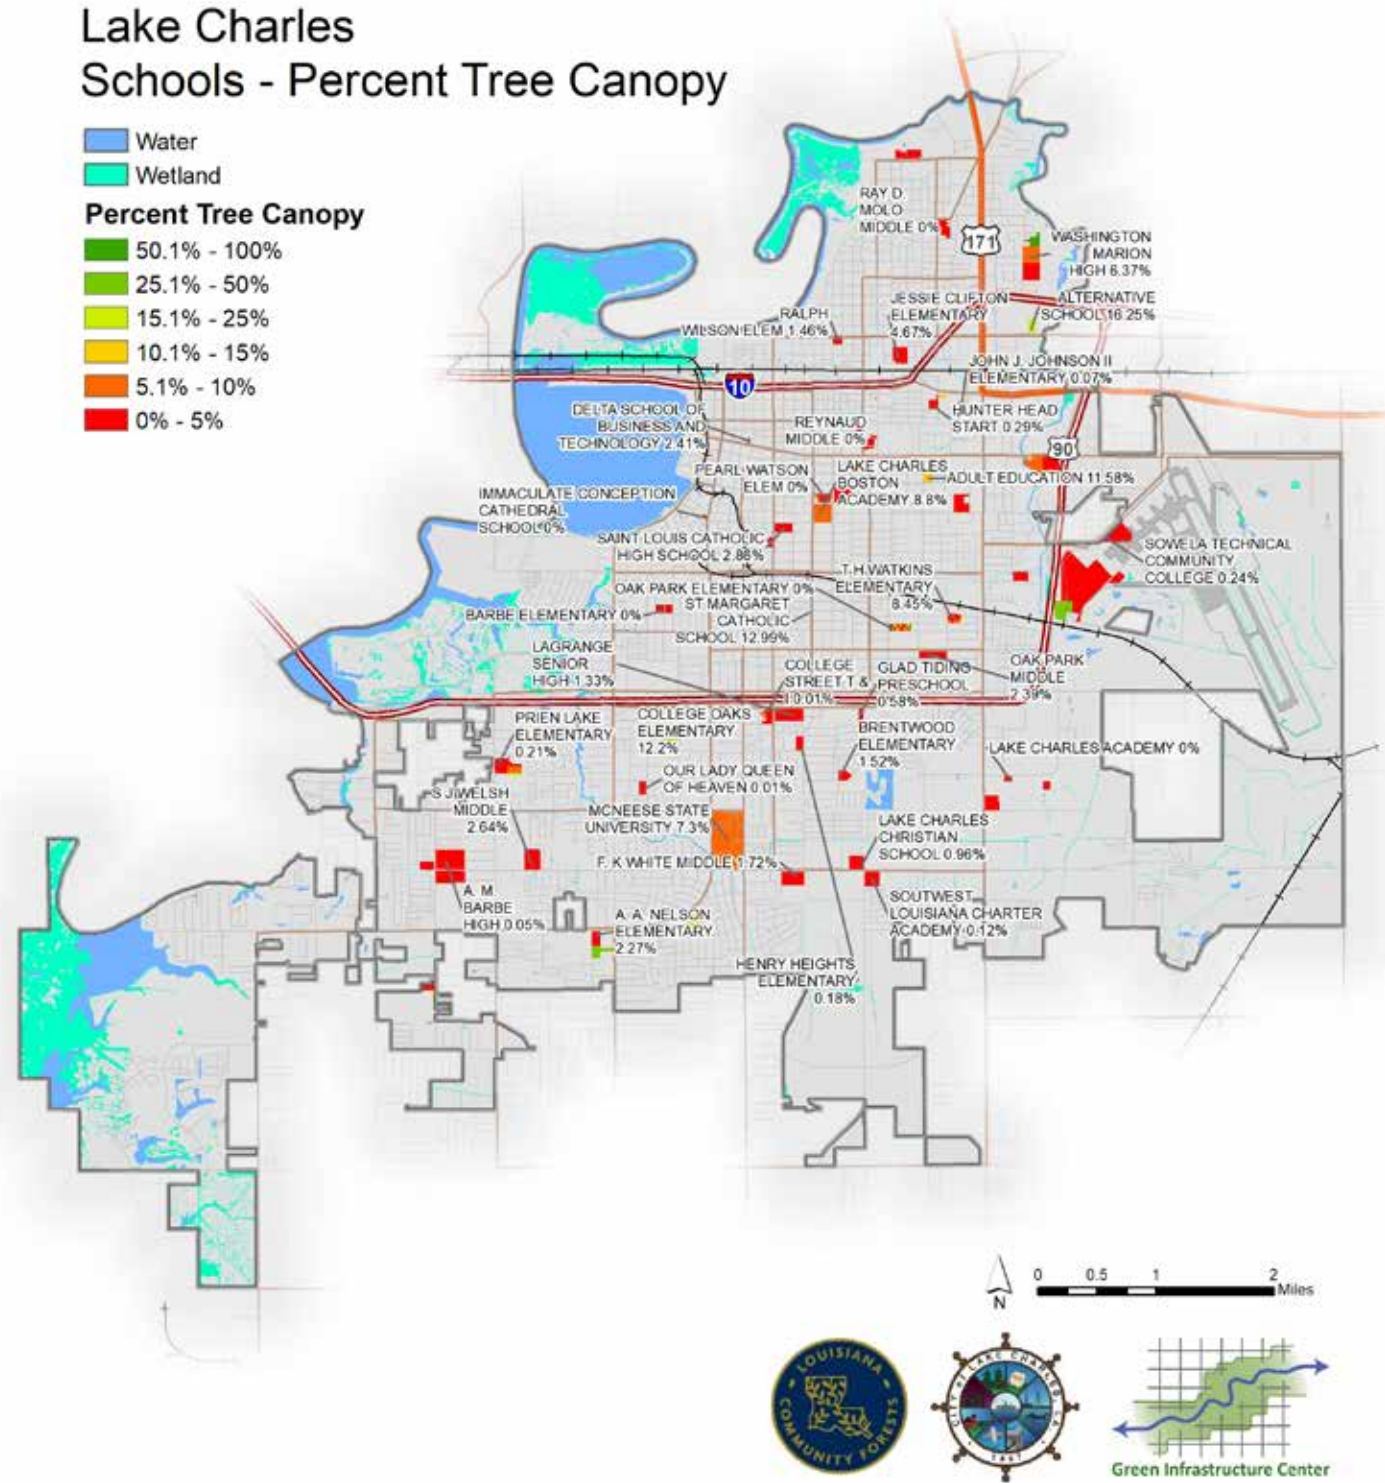 Lake Charles
Schools - Percent Tree Canopy
Water
Wetland
Percent Tree Canopy
50.1% - 100%
25.1% - 50%
15.1% - 25%
10.1% - 15%
5.1% - 10%
0% - 5%
RAY D.
MOLO
MIDDLE 0%
171
WASHINGTON
MARION
HIGH 6.37%
RALPH
WILSON ELEM 1.46%
JESSIE CLIFTON
ELEMENTARY
4.67%
ALTERNATIVE
SCHOOL 16.25%
JOHN J. JOHNSON II
ELEMENTARY 0.07%
10
DELTA SCHOOL OF
BUSINESS AND
TECHNOLOGY 2.41%
REYNAUD
MIDDLE 0%
HUNTER HEAD
START 0.29%
90
PEARL WATSON
ELEM 0%
LAKE CHARLES
BOSTON
ACADEMY 8.8%
ADULT EDUCATION 11.58%
IMMACULATE CONCEPTION
CATHEDRAL
SCHOOL 0%
SAINT LOUIS CATHOLIC
HIGH SCHOOL 2.86%
SOWELA TECHNICAL
COMMUNITY
COLLEGE 0.24%
T.H.WATKINS
ELEMENTARY
8.45%
OAK PARK ELEMENTARY 0%
BARBE ELEMENTARY 0%
ST MARGARET
CATHOLIC
SCHOOL 12.99%
LAGRANGE
SENIOR
HIGH 1.33%
COLLEGE
STREET T &
I 0.01%
GLAD TIDING
PRESCHOOL
0.58%
OAK PARK
MIDDLE
2.39%
PRIEN LAKE
ELEMENTARY
0.21%
COLLEGE OAKS
ELEMENTARY
12.2%
BRENTWOOD
ELEMENTARY
1.52%
LAKE CHARLES ACADEMY 0%
OUR LADY QUEEN
OF HEAVEN 0.01%
S J WELSH
MIDDLE
2.64%
MCNEESE STATE
UNIVERSITY 7.3%
LAKE CHARLES
CHRISTIAN
SCHOOL 0.96%
F. K WHITE MIDDLE 1.72%
A. M.
BARBE
HIGH 0.05%
SOUTWEST
LOUISIANA CHARTER
ACADEMY 0.12%
A. A. NELSON
ELEMENTARY
2.27%
HENRY HEIGHTS
ELEMENTARY
0.18%
N
0 0.5 1 2
Miles
LOUISIANA
COMMUNITY FORESTS
CITY of LAKE CHARLES, LA
1867
Green Infrastructure Center